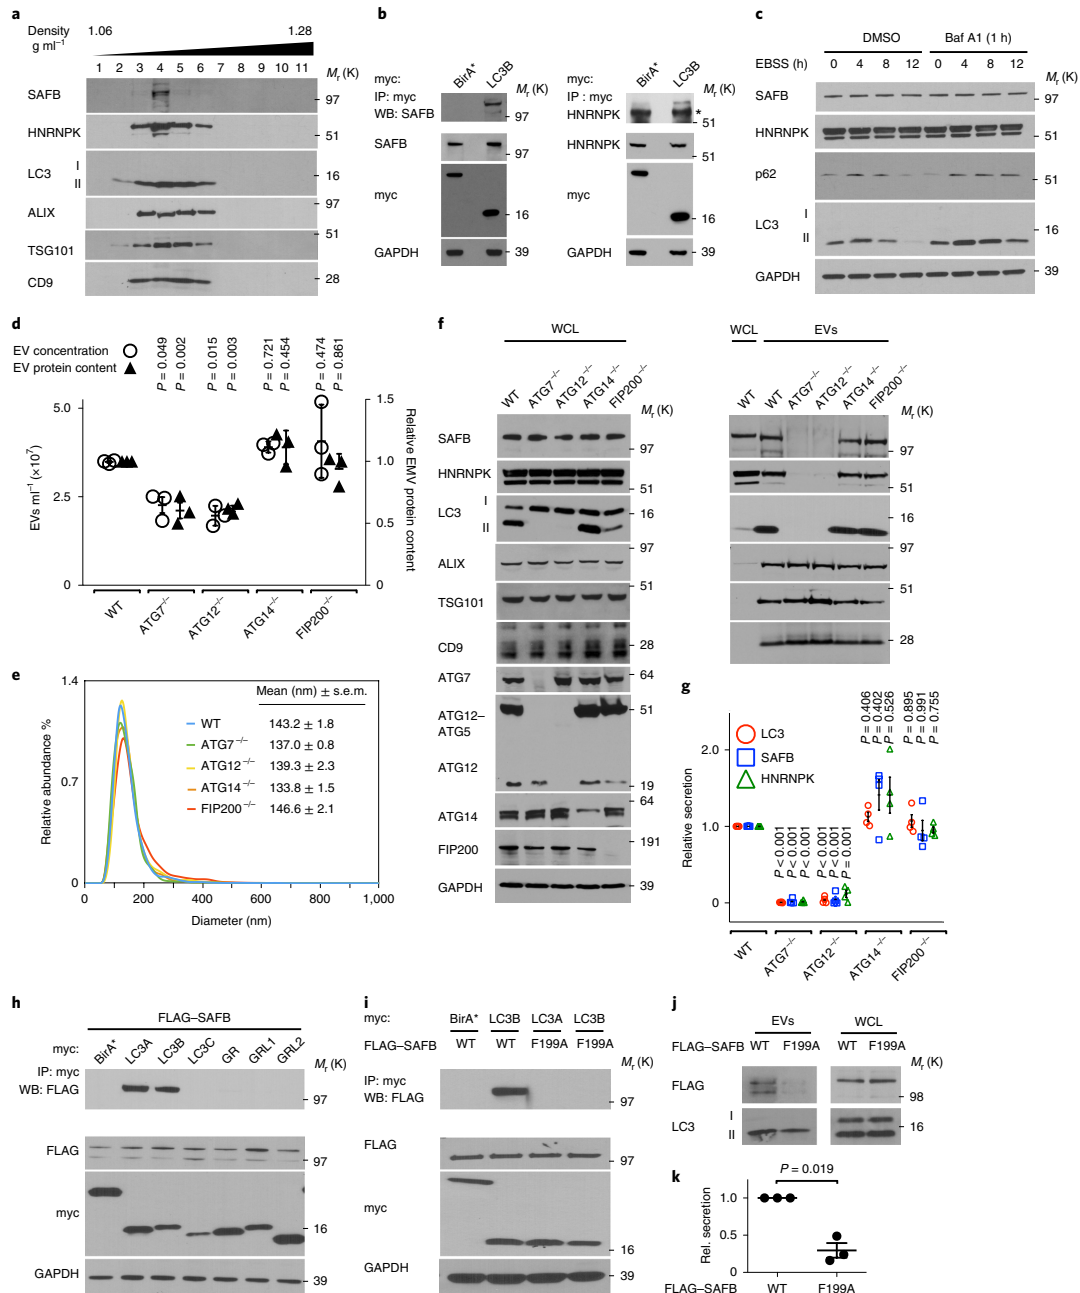 a
Density
g ml⁻¹
1.06
1.28
1 2 3 4 5 6 7 8 9 10 11
Mr (K)
SAFB
97
HNRNPK
51
LC3
I
II
16
ALIX
97
TSG101
51
CD9
28
b
myc:
BirA*
LC3B
IP: myc
WB: SAFB
Mr (K)
97
SAFB
97
myc
16
GAPDH
39
myc:
BirA*
LC3B
IP : myc
HNRNPK
Mr (K)
*
51
HNRNPK
51
myc
16
GAPDH
39
c
DMSO
Baf A1 (1 h)
EBSS (h)
0 4 8 12 0 4 8 12
Mr (K)
SAFB
97
HNRNPK
51
p62
51
LC3
I
II
16
GAPDH
39
d
EV concentration
EV protein content
P = 0.049
P = 0.002
P = 0.015
P = 0.003
P = 0.721
P = 0.454
P = 0.474
P = 0.861
EVs ml⁻¹ (×10⁷)
5.0
2.5
0
Relative EMV protein content
1.5
1.0
0.5
0
WT
ATG7⁻/⁻
ATG12⁻/⁻
ATG14⁻/⁻
FIP200⁻/⁻
e
Relative abundance %
1.4
0.7
0
Mean (nm) ± s.e.m.
WT 143.2 ± 1.8
ATG7⁻/⁻ 137.0 ± 0.8
ATG12⁻/⁻ 139.3 ± 2.3
ATG14⁻/⁻ 133.8 ± 1.5
FIP200⁻/⁻ 146.6 ± 2.1
0 200 400 600 800 1,000
Diameter (nm)
f
WCL
WT
ATG7⁻/⁻
ATG12⁻/⁻
ATG14⁻/⁻
FIP200⁻/⁻
Mr (K)
SAFB
97
HNRNPK
51
LC3
I
II
16
ALIX
97
TSG101
51
CD9
28
ATG7
64
ATG12–
ATG5
51
ATG12
19
ATG14
64
FIP200
191
GAPDH
39
WCL
EVs
WT
WT
ATG7⁻/⁻
ATG12⁻/⁻
ATG14⁻/⁻
FIP200⁻/⁻
Mr (K)
97
51
16
97
51
28
g
LC3
SAFB
HNRNPK
Relative secretion
2.0
1.0
0
P < 0.001
P < 0.001
P < 0.001
P < 0.001
P < 0.001
P = 0.001
P = 0.406
P = 0.402
P = 0.526
P = 0.895
P = 0.991
P = 0.755
WT
ATG7⁻/⁻
ATG12⁻/⁻
ATG14⁻/⁻
FIP200⁻/⁻
h
FLAG–SAFB
myc:
BirA*
LC3A
LC3B
LC3C
GR
GRL1
GRL2
Mr (K)
IP: myc
WB: FLAG
97
FLAG
97
myc
16
GAPDH
39
i
myc: BirA* LC3B LC3A LC3B
FLAG–SAFB WT WT F199A F199A
Mr (K)
IP: myc
WB: FLAG
97
FLAG
97
myc
16
GAPDH
39
j
EVs
WCL
FLAG–SAFB WT F199A WT F199A
Mr (K)
FLAG
98
LC3
I
II
16
k
P = 0.019
Rel. secretion
1.0
0.5
0
FLAG–SAFB WT F199A